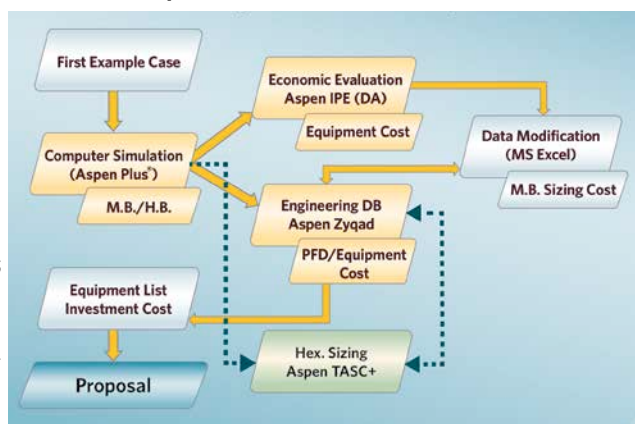 First Example Case
Economic Evaluation
Aspen IPE (DA)
Equipment Cost
Computer Simulation
(Aspen Plus®)
M.B./H.B.
Data Modification
(MS Excel)
M.B. Sizing Cost
Engineering DB
Aspen Zyqad
PFD/Equipment
Cost
Equipment List
Investment Cost
Hex. Sizing
Aspen TASC+
Proposal